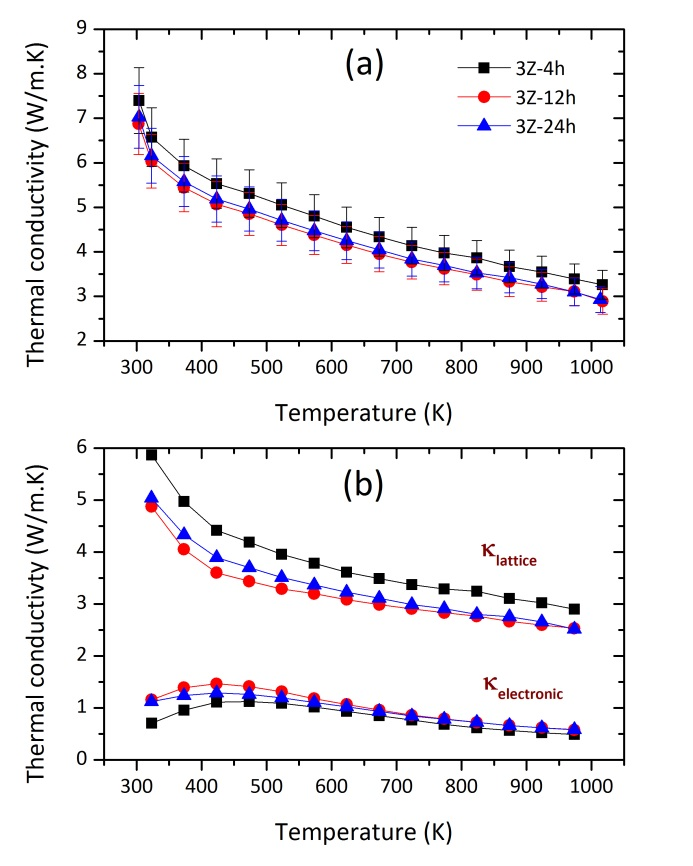 9
8
7
6
5
4
3
2
Thermal conductivity (W/m.K)
(a)
3Z-4h
3Z-12h
3Z-24h
300 400 500 600 700 800 900 1000
Temperature (K)
6
5
4
3
2
1
0
Thermal conductivty (W/m.K)
(b)
κlattice
κelectronic
300 400 500 600 700 800 900 1000
Temperature (K)